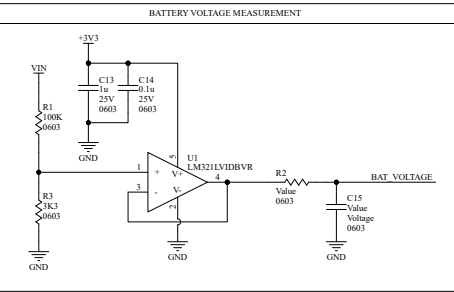 BATTERY VOLTAGE MEASUREMENT
+3V3
VIN
C13
1u
25V
0603
C14
0.1u
25V
0603
R1
100K
0603
GND
U1
LM321LVIDBVR
1
+
5
V+
3
-
V-
2
4
R2
Value
0603
BAT_VOLTAGE
R3
3K3
0603
C15
Value
Voltage
0603
GND
GND
GND